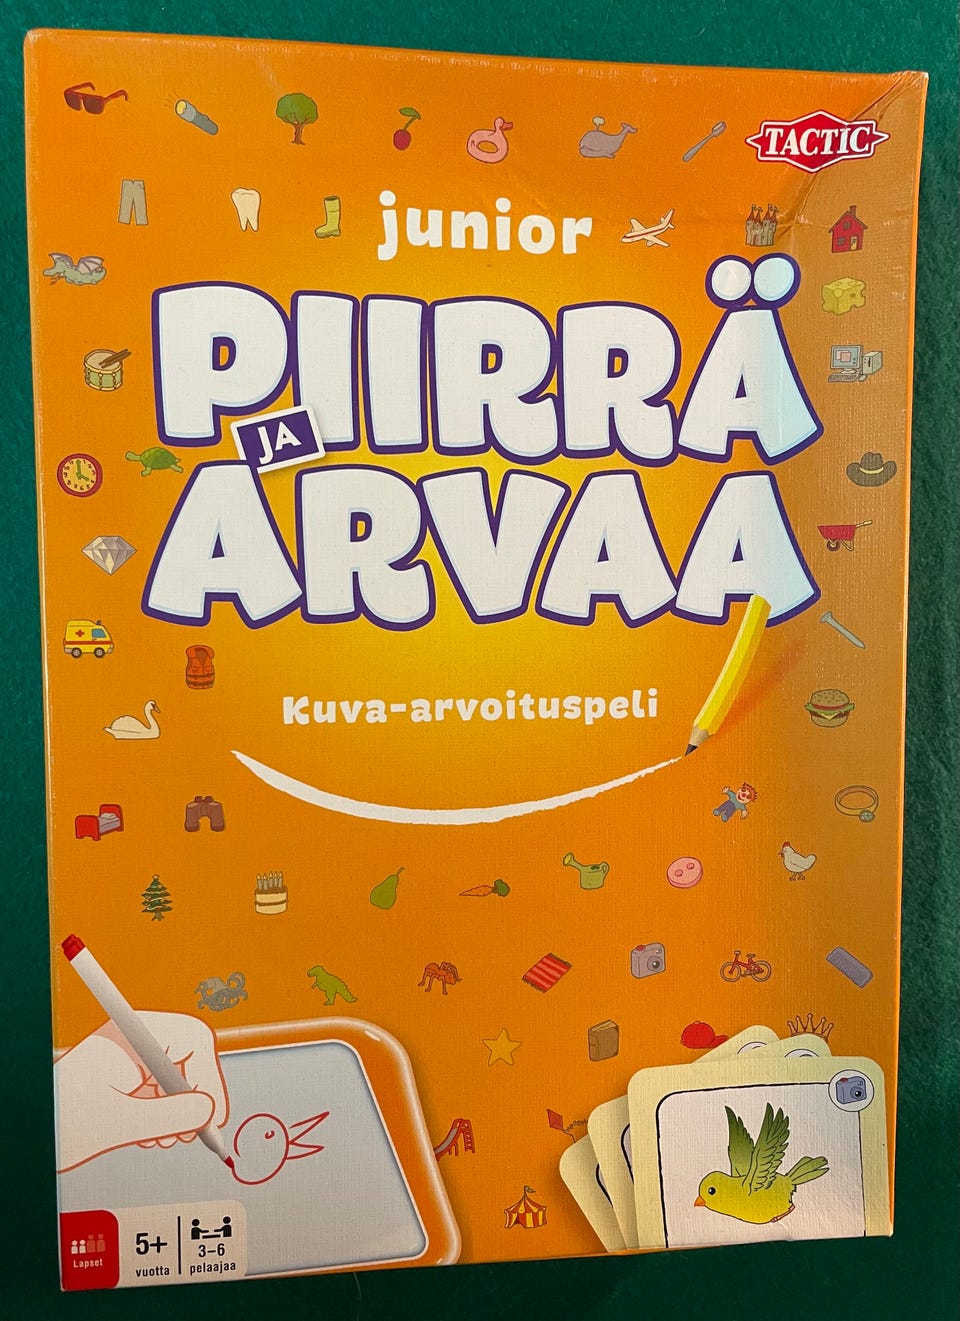 TACTIC
junior
PIIRRÄ
JA
ARVAA
Kuva-arvoituspeli
Lapset
5+
vuotta
3–6
pelaajaa